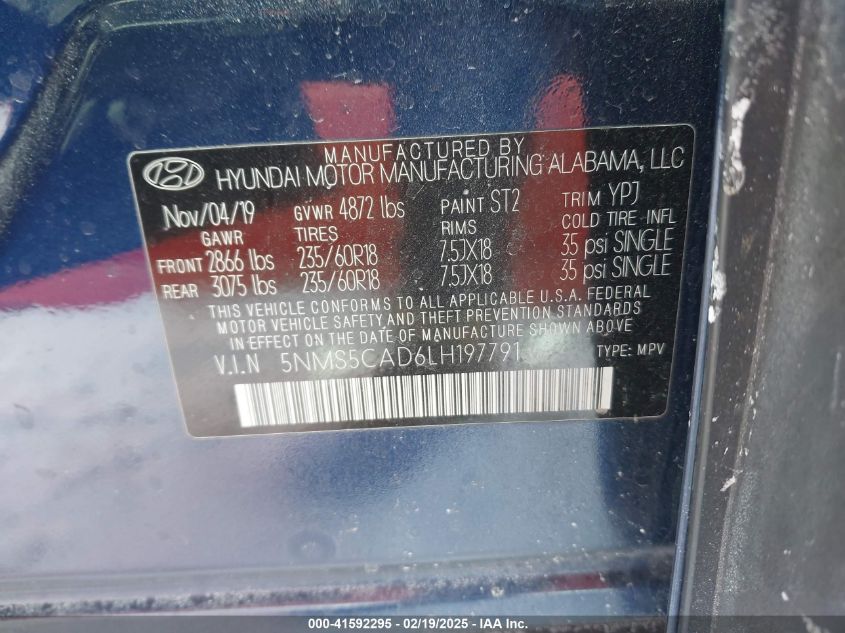 MANUFACTURED BY
HYUNDAI MOTOR MANUFACTURING ALABAMA, LLC
Nov/04/19 GVWR 4872 lbs PAINT ST2 TRIM YPJ
GAWR TIRES RIMS COLD TIRE INFL
FRONT 2866 lbs 235/60R18 7.5JX18 35 psi SINGLE
REAR 3075 lbs 235/60R18 7.5JX18 35 psi SINGLE
THIS VEHICLE CONFORMS TO ALL APPLICABLE U.S.A. FEDERAL
MOTOR VEHICLE SAFETY AND THEFT PREVENTION STANDARDS
IN EFFECT ON THE DATE OF MANUFACTURE SHOWN ABOVE.
V.I.N 5NMS5CAD6LH197791 TYPE: MPV
000-41592295 - 02/19/2025 - IAA Inc.